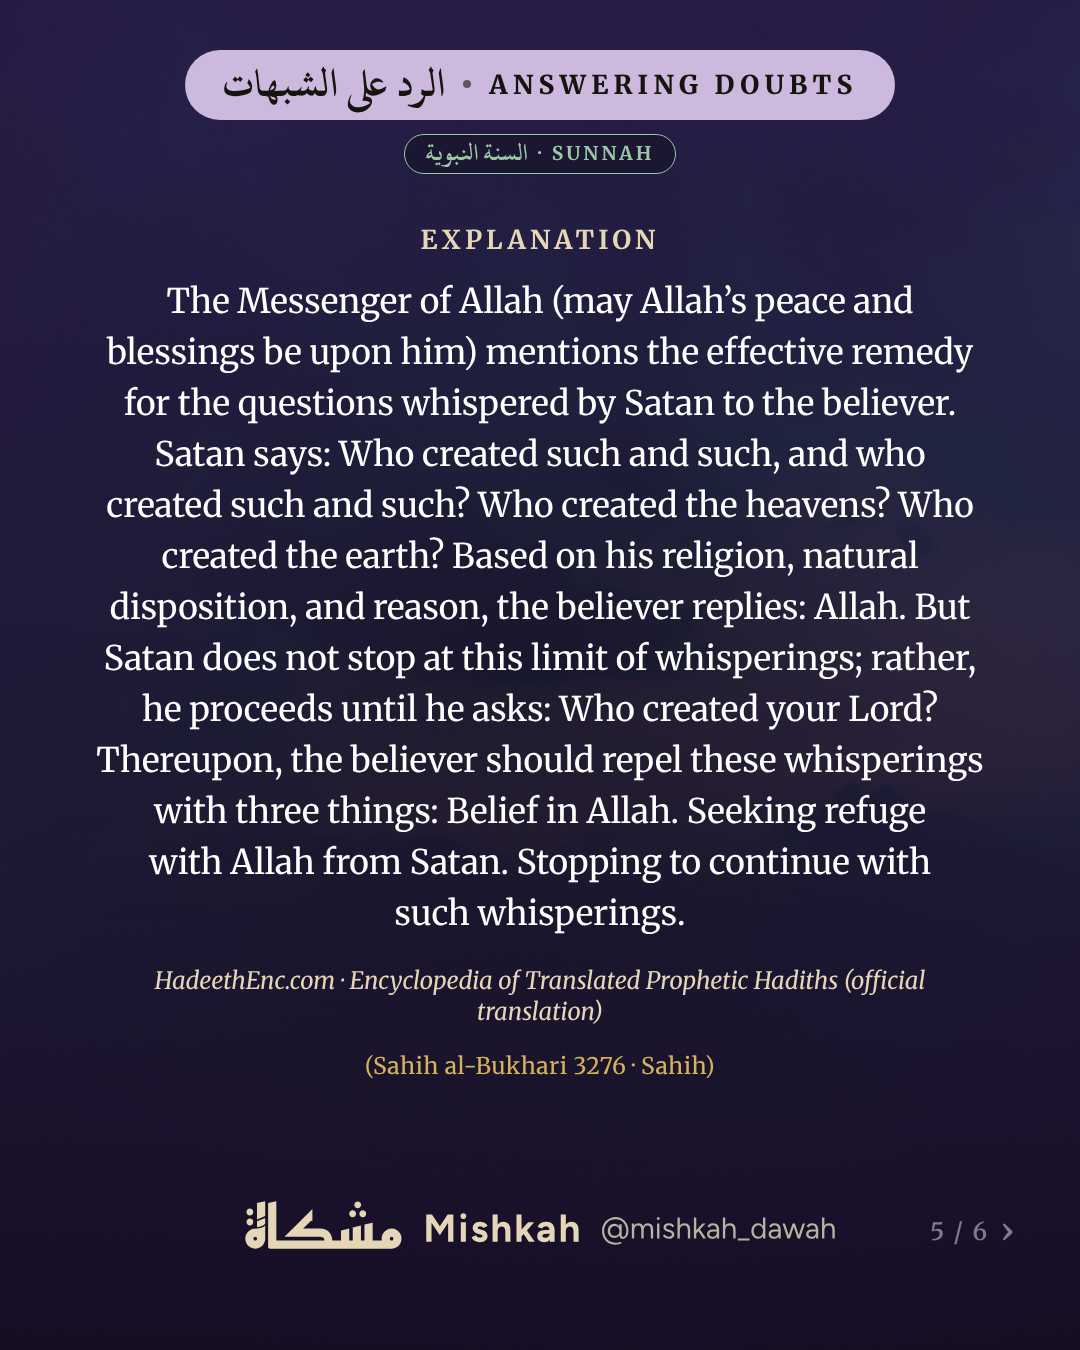 الرد على الشبهات • ANSWERING DOUBTS
السنة النبوية · SUNNAH
EXPLANATION
The Messenger of Allah (may Allah’s peace and
blessings be upon him) mentions the effective remedy
for the questions whispered by Satan to the believer.
Satan says: Who created such and such, and who
created such and such? Who created the heavens? Who
created the earth? Based on his religion, natural
disposition, and reason, the believer replies: Allah. But
Satan does not stop at this limit of whisperings; rather,
he proceeds until he asks: Who created your Lord?
Thereupon, the believer should repel these whisperings
with three things: Belief in Allah. Seeking refuge
with Allah from Satan. Stopping to continue with
such whisperings.
HadeethEnc.com · Encyclopedia of Translated Prophetic Hadiths (official
translation)
(Sahih al-Bukhari 3276 · Sahih)
مشكاة Mishkah @mishkah_dawah 5 / 6 ›